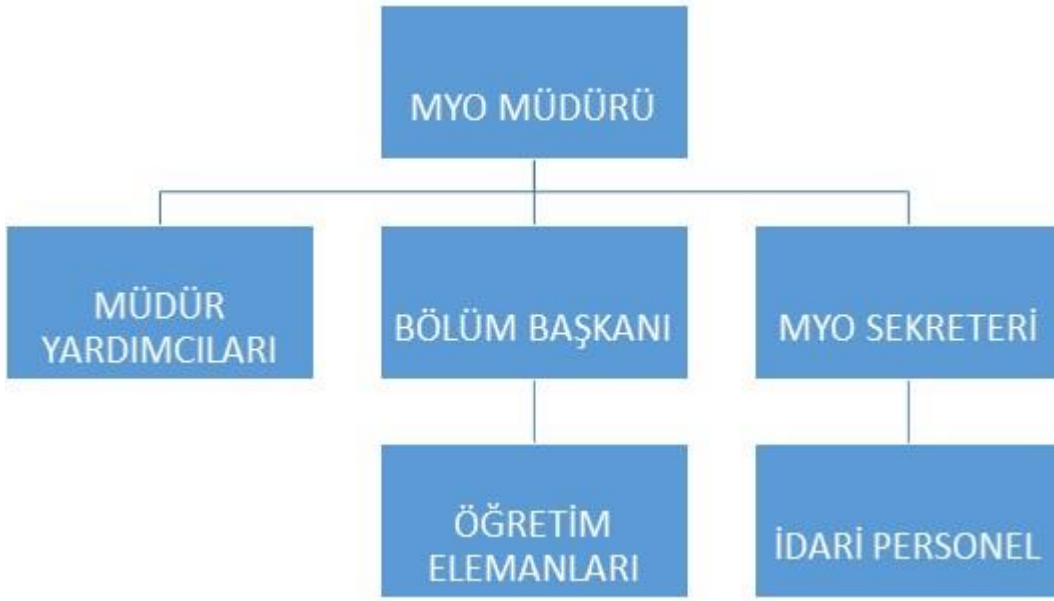 MYO MÜDÜRÜ
MÜDÜR
YARDIMCILARI
BÖLÜM BAŞKANI
MYO SEKRETERİ
ÖĞRETİM
ELEMANLARI
İDARİ PERSONEL